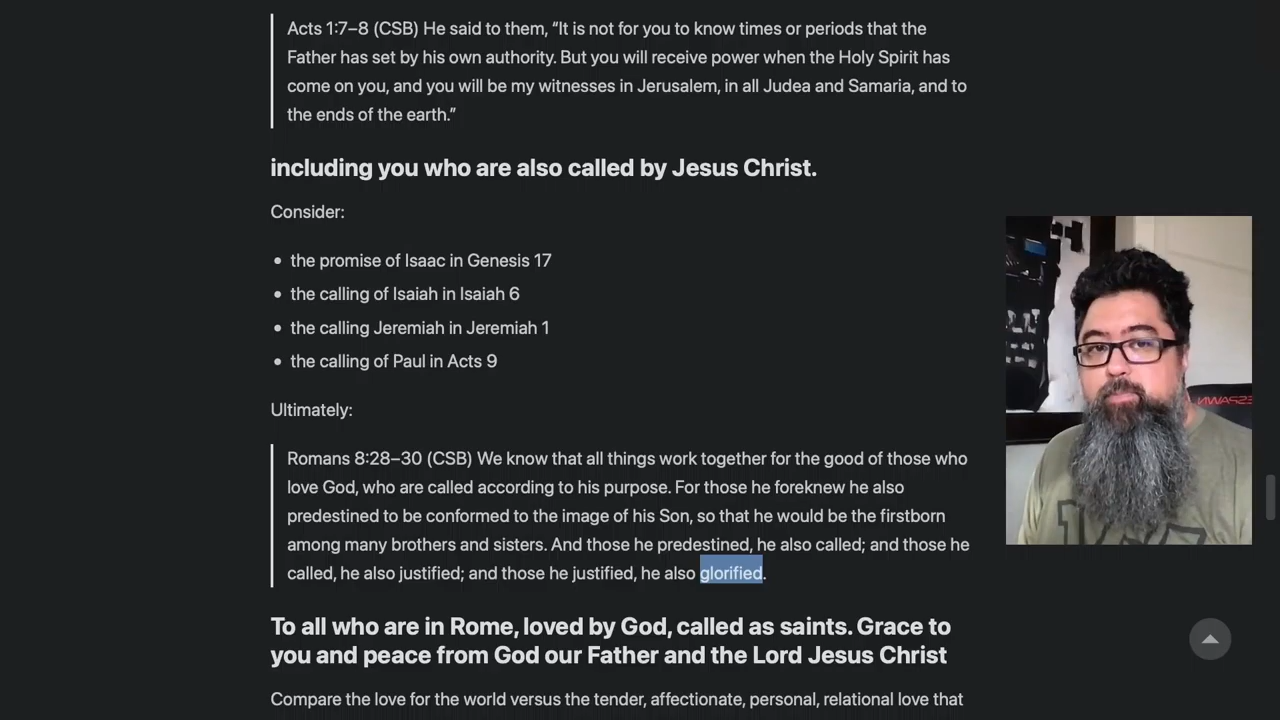 Acts 1:7–8 (CSB) He said to them, “It is not for you to know times or periods that the
Father has set by his own authority. But you will receive power when the Holy Spirit has
come on you, and you will be my witnesses in Jerusalem, in all Judea and Samaria, and to
the ends of the earth.”
including you who are also called by Jesus Christ.
Consider:
• the promise of Isaac in Genesis 17
• the calling of Isaiah in Isaiah 6
• the calling Jeremiah in Jeremiah 1
• the calling of Paul in Acts 9
Ultimately:
Romans 8:28–30 (CSB) We know that all things work together for the good of those who
love God, who are called according to his purpose. For those he foreknew he also
predestined to be conformed to the image of his Son, so that he would be the firstborn
among many brothers and sisters. And those he predestined, he also called; and those he
called, he also justified; and those he justified, he also glorified.
To all who are in Rome, loved by God, called as saints. Grace to
you and peace from God our Father and the Lord Jesus Christ
Compare the love for the world versus the tender, affectionate, personal, relational love that